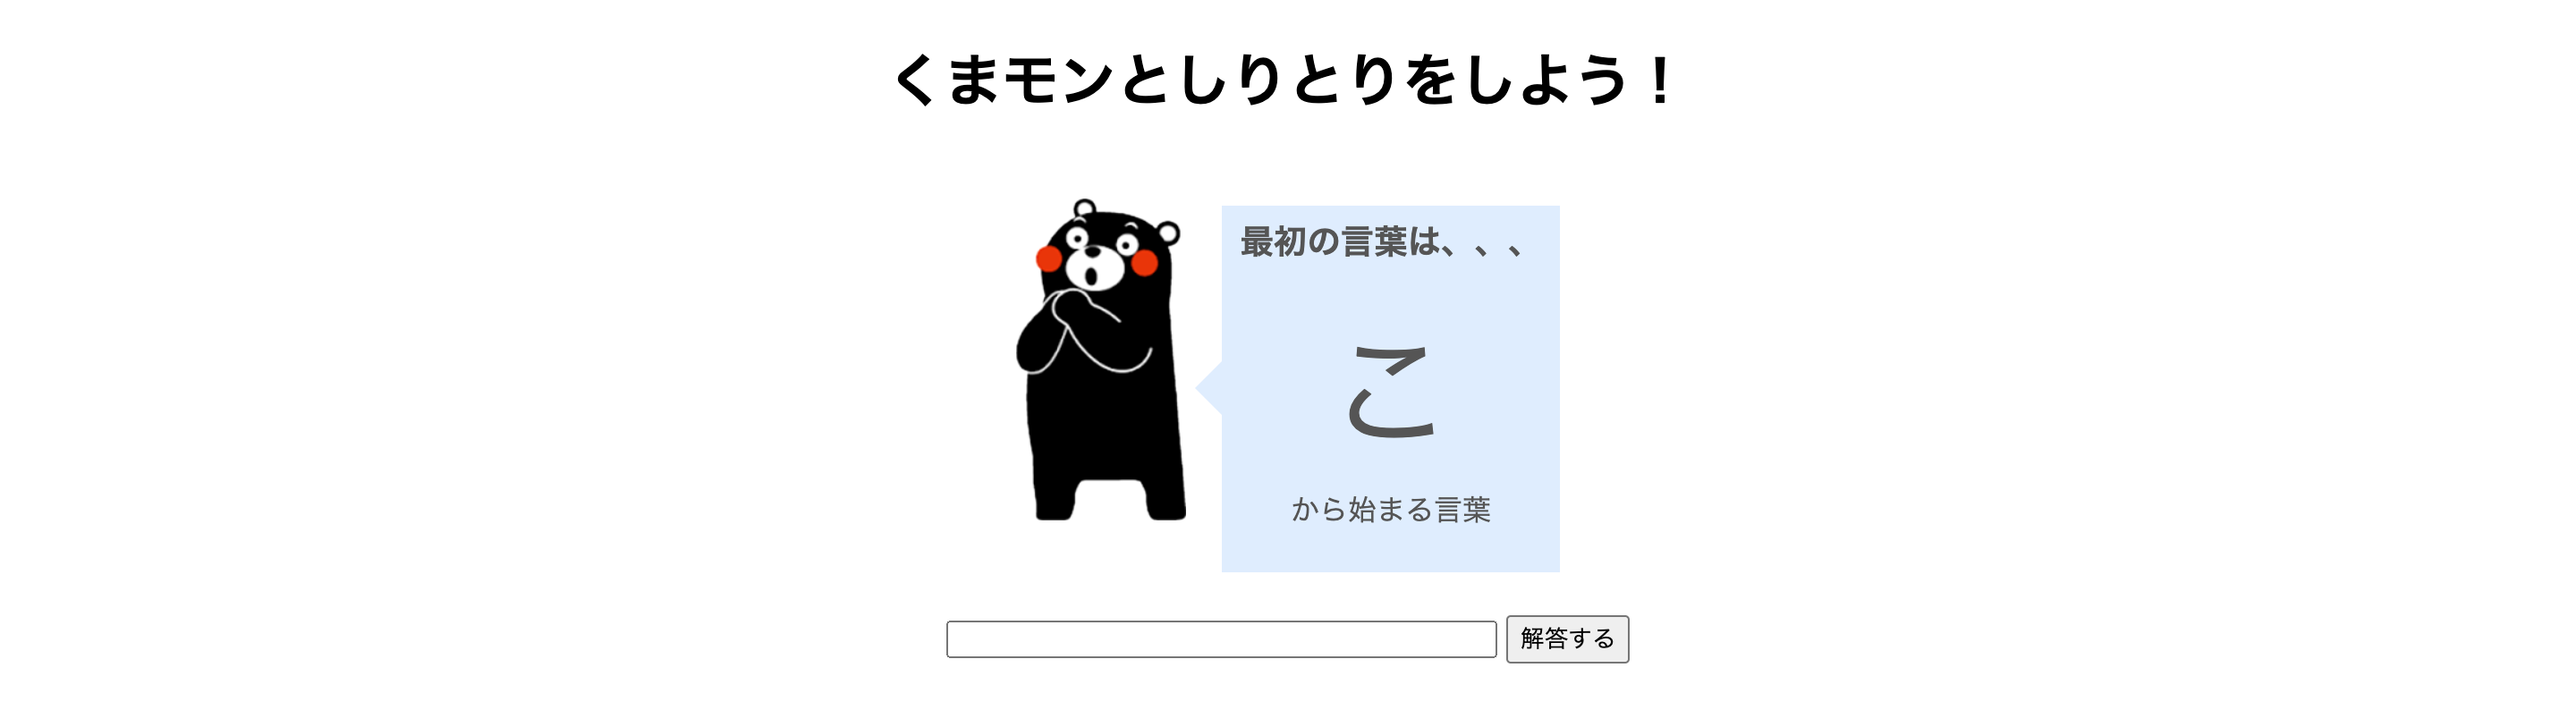 くまモンとしりとりをしよう！
最初の言葉は、、、
こ
から始まる言葉
解答する